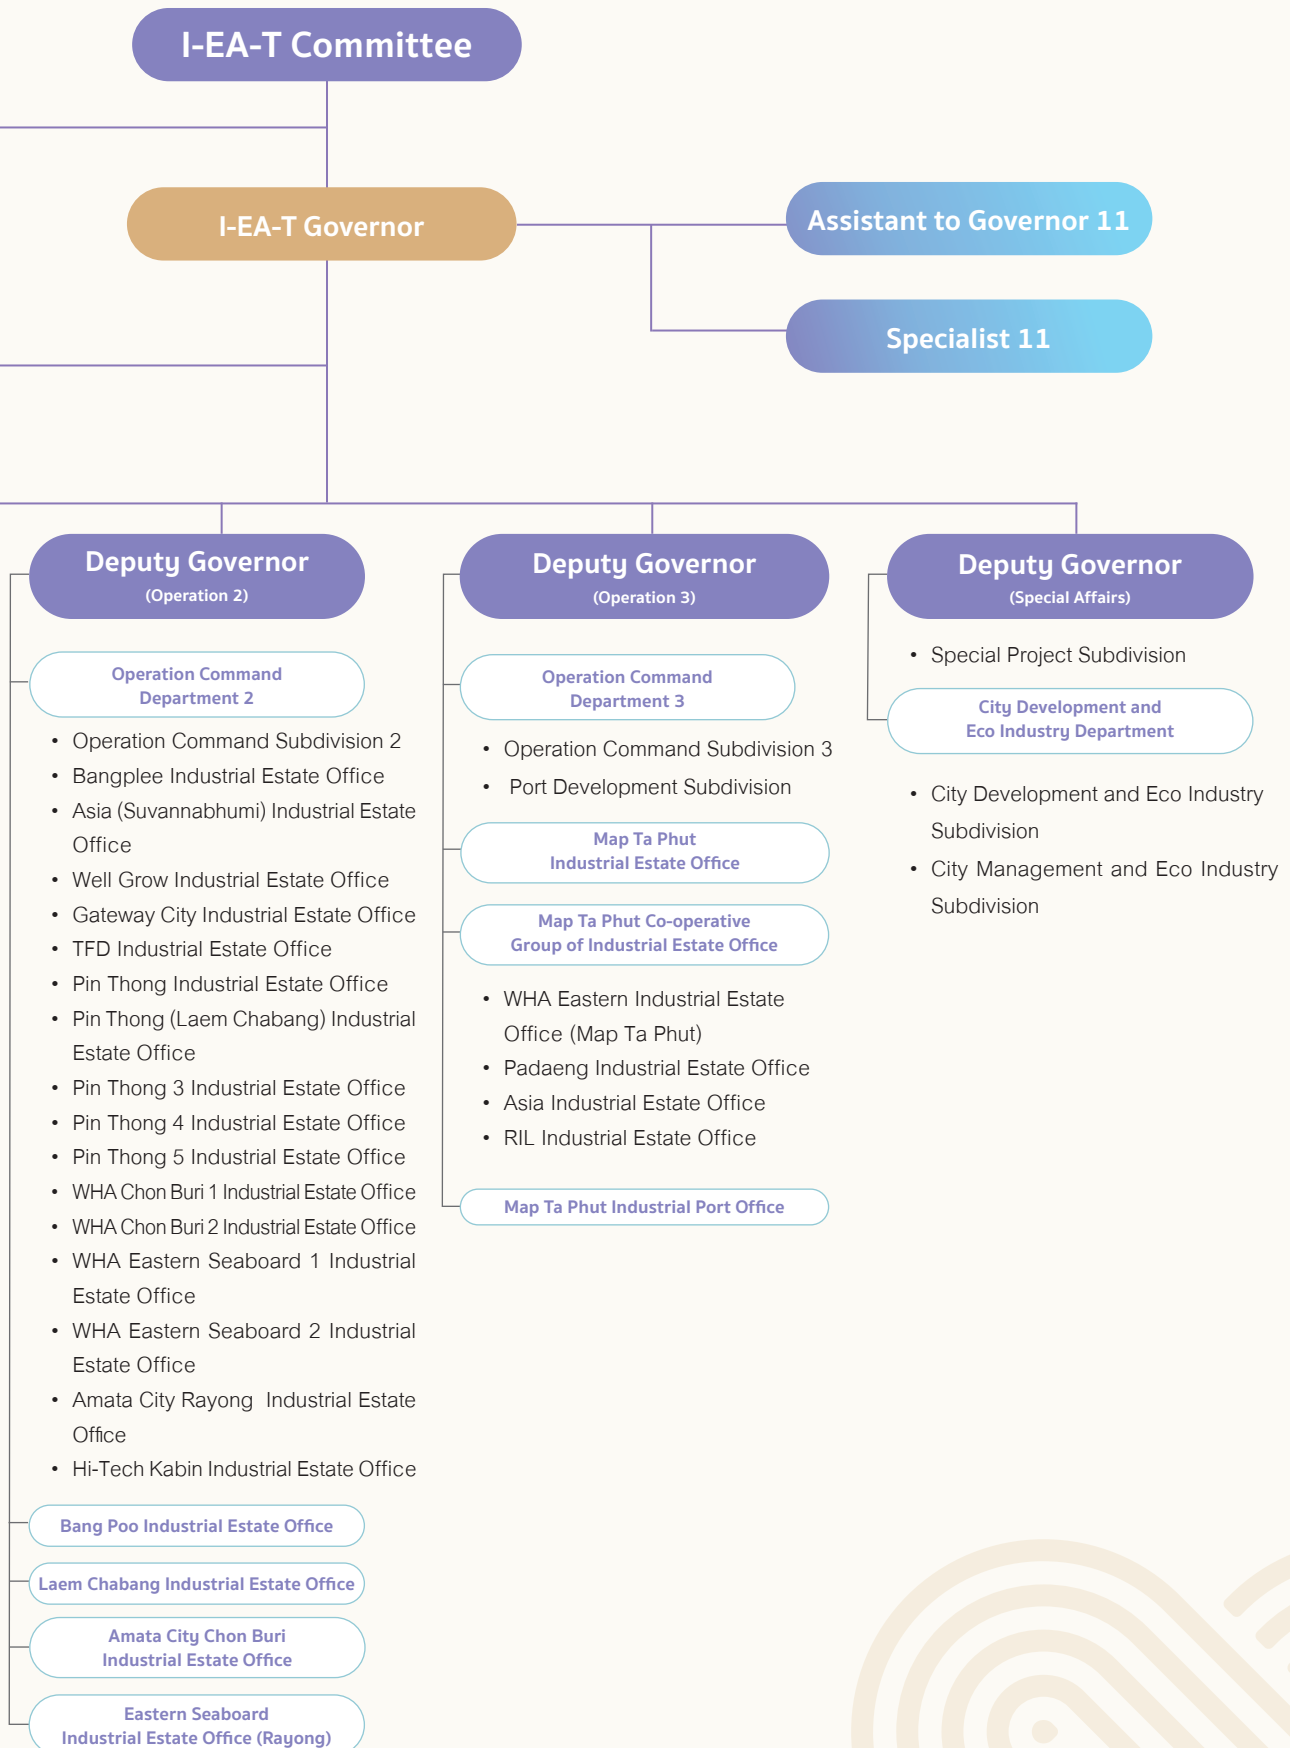 I-EA-T Committee
I-EA-T Governor
Assistant to Governor 11
Specialist 11
Deputy Governor
(Operation 2)
Operation Command
Department 2
• Operation Command Subdivision 2
• Bangplee Industrial Estate Office
• Asia (Suvannabhumi) Industrial Estate
Office
• Well Grow Industrial Estate Office
• Gateway City Industrial Estate Office
• TFD Industrial Estate Office
• Pin Thong Industrial Estate Office
• Pin Thong (Laem Chabang) Industrial
Estate Office
• Pin Thong 3 Industrial Estate Office
• Pin Thong 4 Industrial Estate Office
• Pin Thong 5 Industrial Estate Office
• WHA Chon Buri 1 Industrial Estate Office
• WHA Chon Buri 2 Industrial Estate Office
• WHA Eastern Seaboard 1 Industrial
Estate Office
• WHA Eastern Seaboard 2 Industrial
Estate Office
• Amata City Rayong Industrial Estate
Office
• Hi-Tech Kabin Industrial Estate Office
Bang Poo Industrial Estate Office
Laem Chabang Industrial Estate Office
Amata City Chon Buri
Industrial Estate Office
Eastern Seaboard
Industrial Estate Office (Rayong)
Deputy Governor
(Operation 3)
Operation Command
Department 3
• Operation Command Subdivision 3
• Port Development Subdivision
Map Ta Phut
Industrial Estate Office
Map Ta Phut Co-operative
Group of Industrial Estate Office
• WHA Eastern Industrial Estate
Office (Map Ta Phut)
• Padaeng Industrial Estate Office
• Asia Industrial Estate Office
• RIL Industrial Estate Office
Map Ta Phut Industrial Port Office
Deputy Governor
(Special Affairs)
• Special Project Subdivision
City Development and
Eco Industry Department
• City Development and Eco Industry
Subdivision
• City Management and Eco Industry
Subdivision